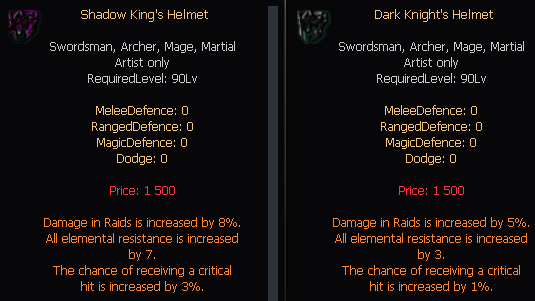 Shadow King's Helmet
Swordsman, Archer, Mage, Martial
Artist only
RequiredLevel: 90Lv
MeleeDefence: 0
RangedDefence: 0
MagicDefence: 0
Dodge: 0
Price: 1 500
Damage in Raids is increased by 8%.
All elemental resistance is increased
by 7.
The chance of receiving a critical
hit is increased by 3%.
Dark Knight's Helmet
Swordsman, Archer, Mage, Martial
Artist only
RequiredLevel: 90Lv
MeleeDefence: 0
RangedDefence: 0
MagicDefence: 0
Dodge: 0
Price: 1 500
Damage in Raids is increased by 5%.
All elemental resistance is increased
by 3.
The chance of receiving a critical
hit is increased by 1%.